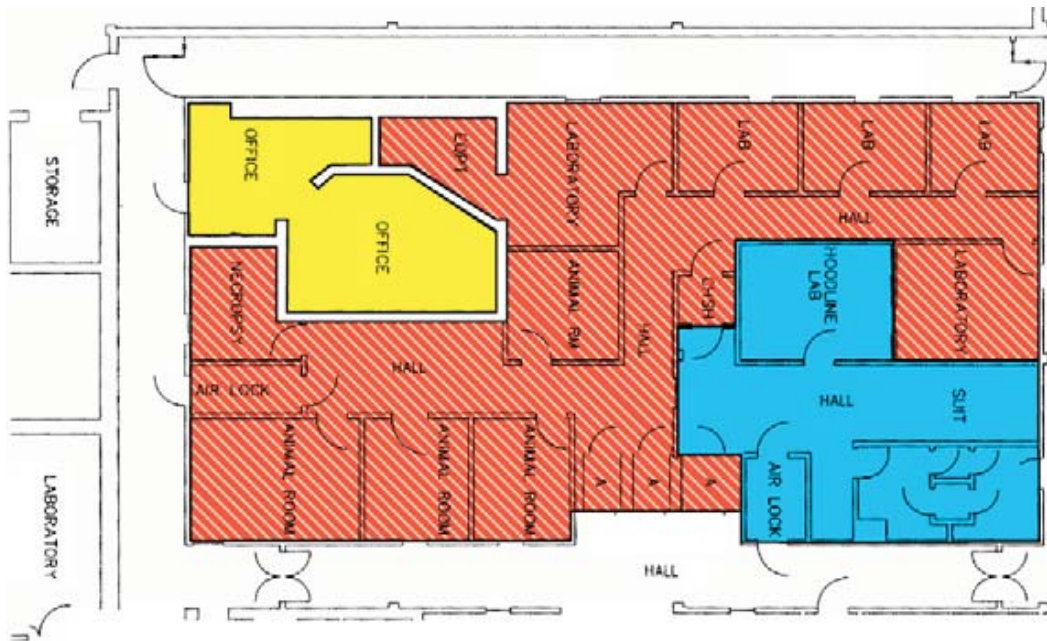 OFFICE
EQPT
LABORATORY
LAB
LAB
LAB
STORAGE
OFFICE
HALL
NECROPSY
ANIMAL RM
HOODLINE
LAB
LABORATORY
HALL
HALL
AIR LOCK
HALL
SUIT
ANIMAL ROOM
ANIMAL ROOM
ANIMAL ROOM
A
A
A
AIR LOCK
LABORATORY
HALL